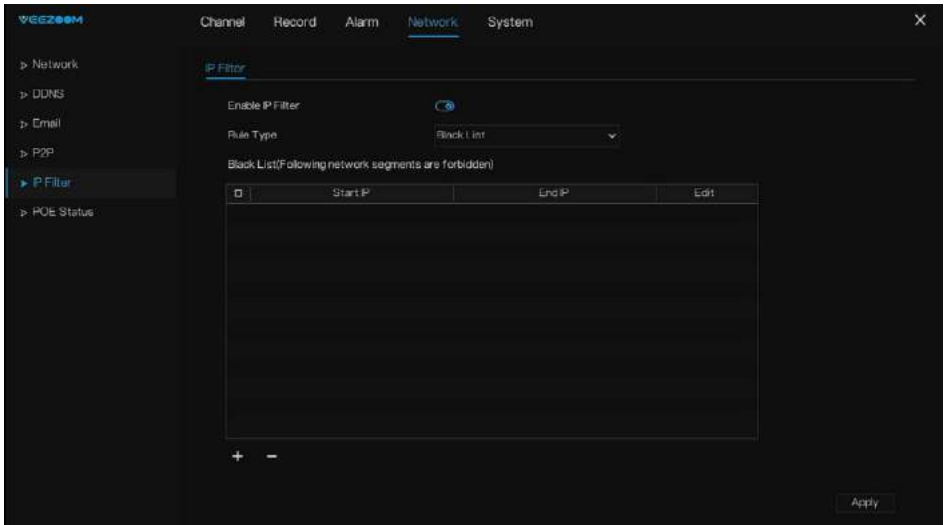 VEEZOOM
Channel Record Alarm Network System
Network
DDNS
Email
P2P
IP Filter
POE Status
IP Filter
Enable IP Filter
Rule Type Black List
Black List(Following network segments are forbidden)
Start IP End IP Edit
Apply